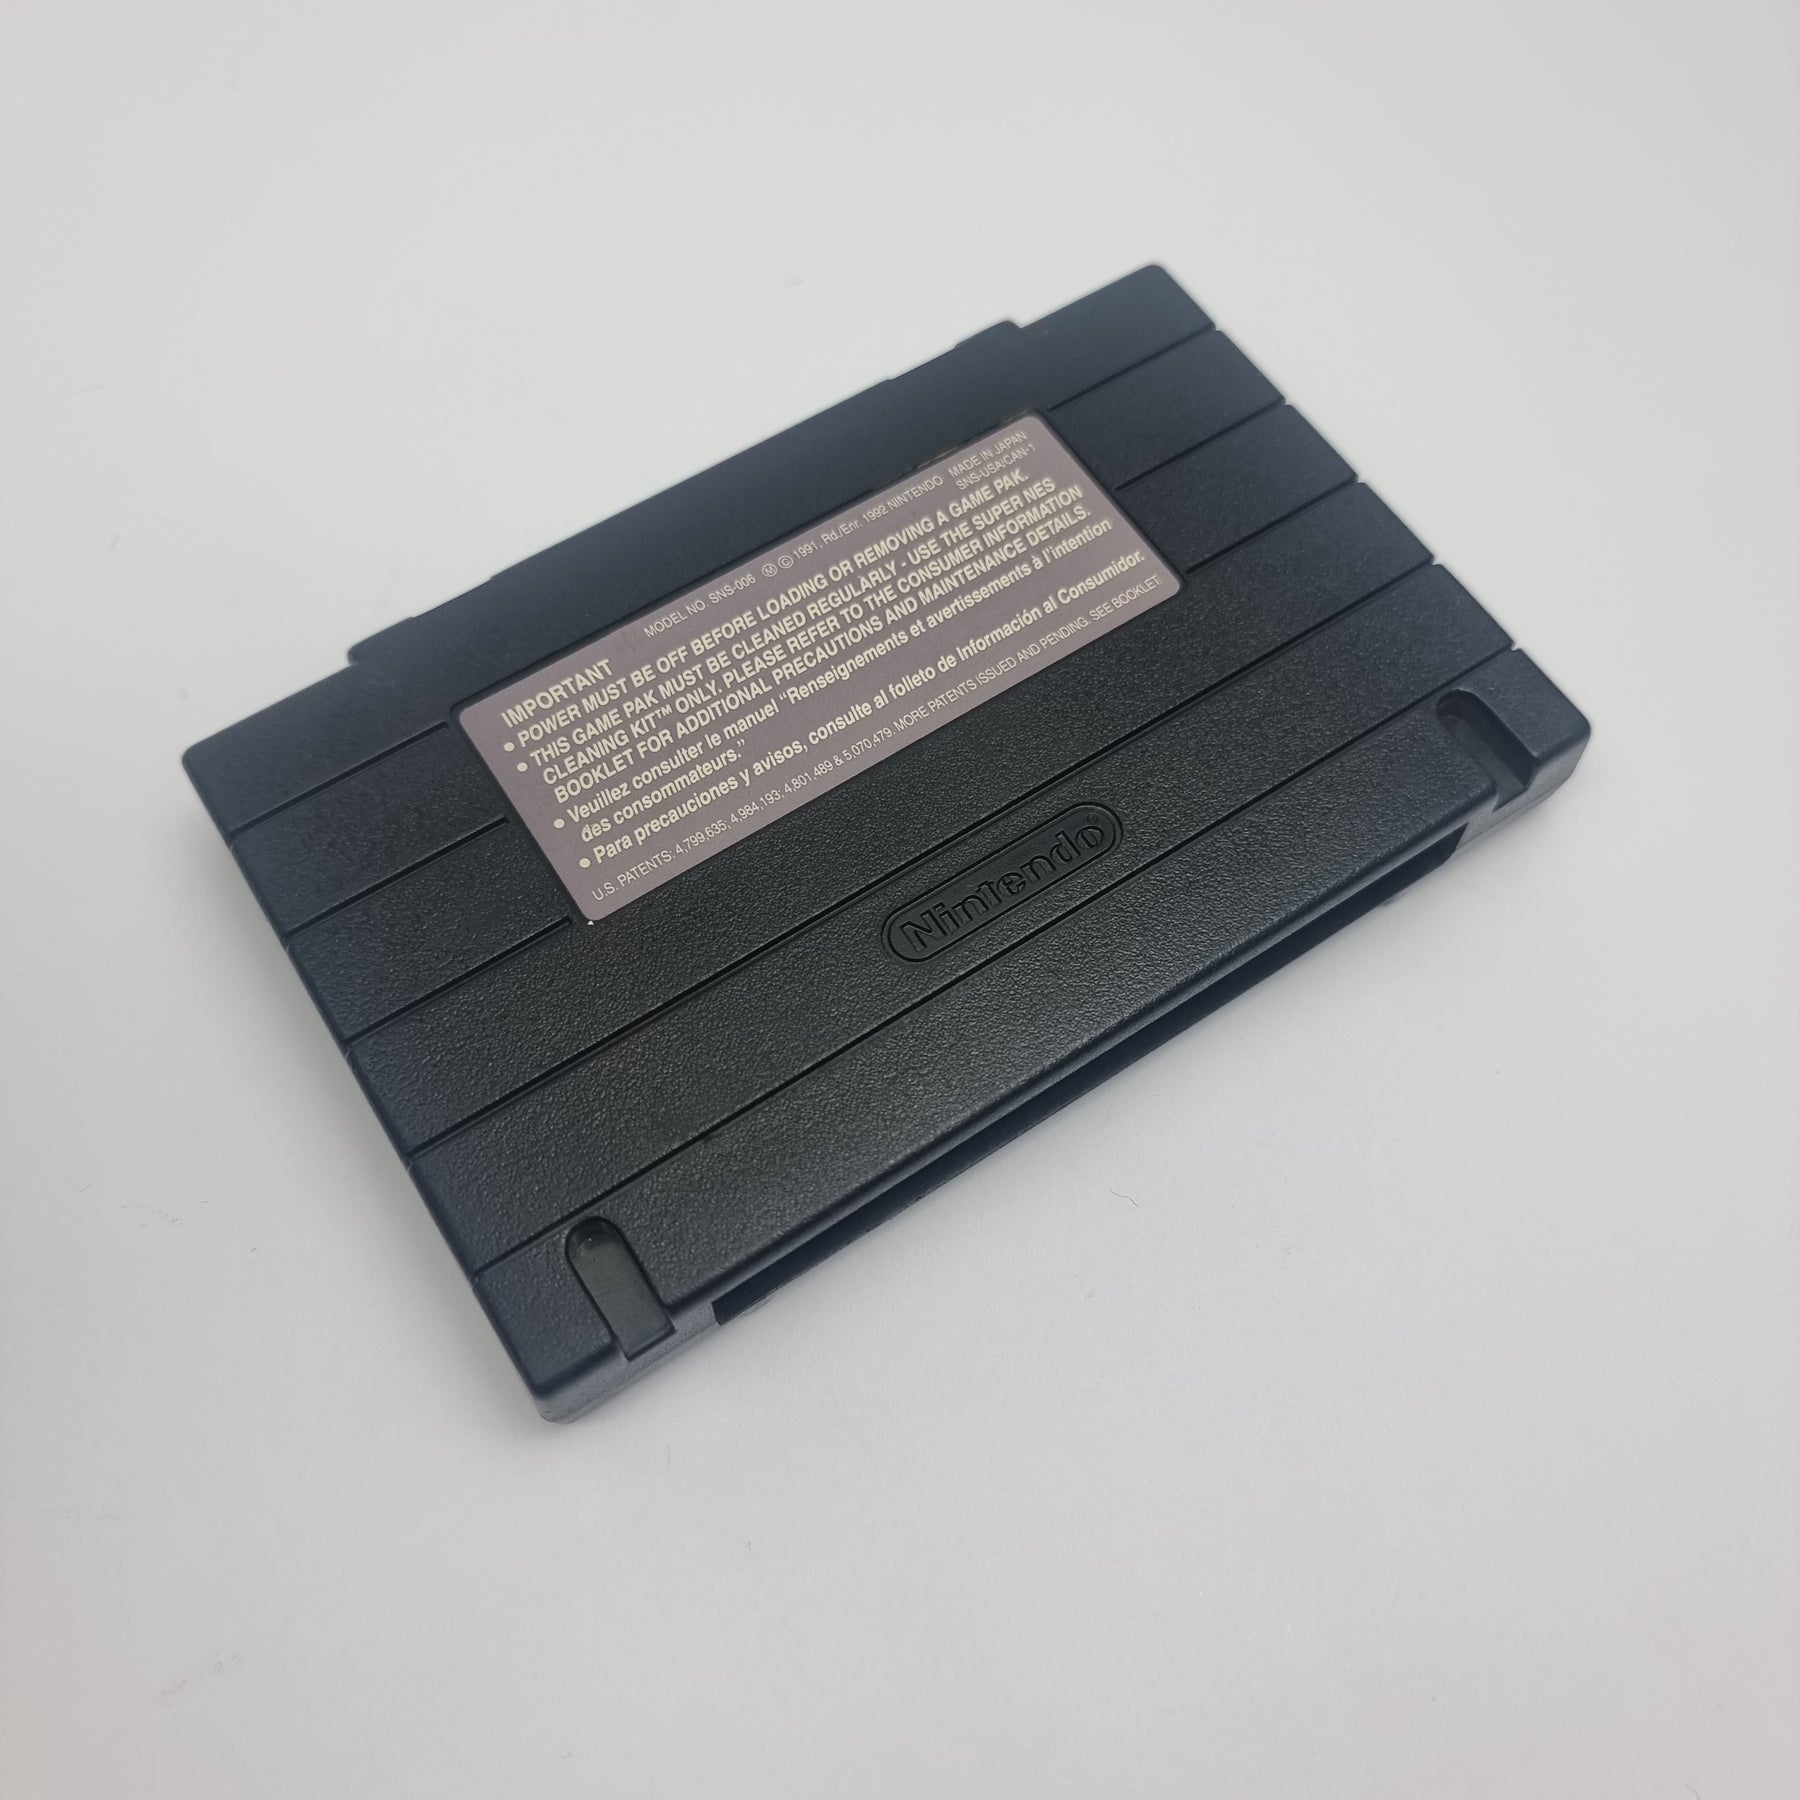 MODEL NO. SNS-006 Ⓜ © 1991, Rd./Enr. 1992 NINTENDO MADE IN JAPAN
SNS-USA/CAN-1
IMPORTANT
• POWER MUST BE OFF BEFORE LOADING OR REMOVING A GAME PAK.
• THIS GAME PAK MUST BE CLEANED REGULARLY - USE THE SUPER NES
CLEANING KIT™ ONLY. PLEASE REFER TO THE CONSUMER INFORMATION
BOOKLET FOR ADDITIONAL PRECAUTIONS AND MAINTENANCE DETAILS.
• Veuillez consulter le manuel "Renseignements et avertissements à l'intention
des consommateurs."
• Para precauciones y avisos, consulte al folleto de Información al Consumidor.
U.S. PATENTS: 4,799,635; 4,984,193; 4,801,489 & 5,070,479. MORE PATENTS ISSUED AND PENDING. SEE BOOKLET.
Nintendo®